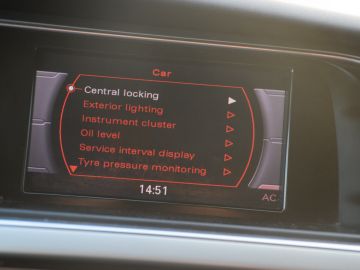 Car
Central locking
Exterior lighting
Instrument cluster
Oil level
Service interval display
Tyre pressure monitoring
14:51
AC